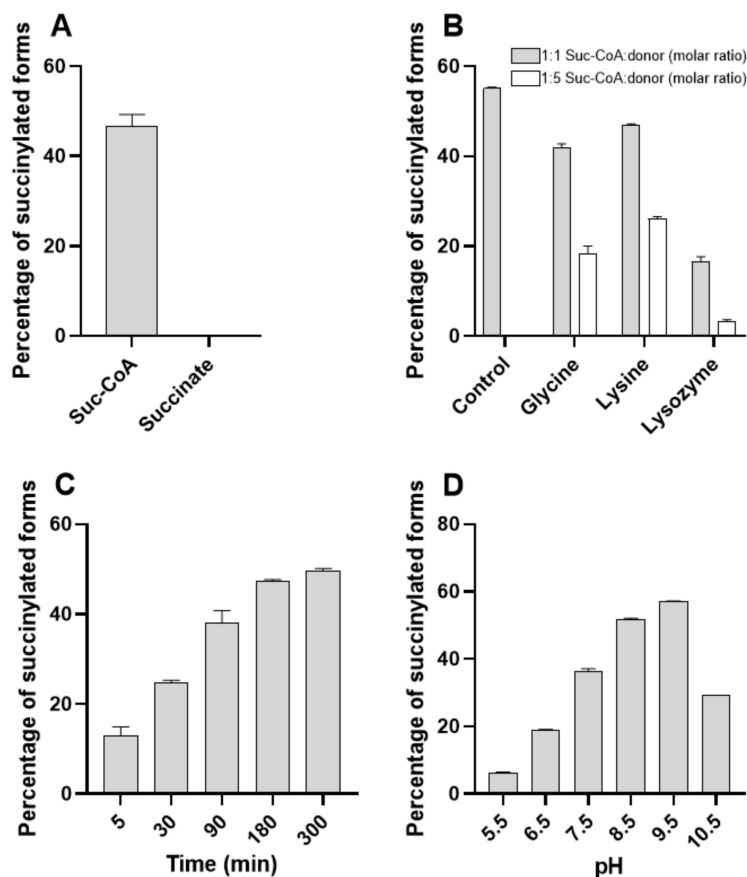 A
Percentage of succinylated forms
60
40
20
0
Suc-CoA
Succinate
B
Percentage of succinylated forms
60
40
20
0
1:1 Suc-CoA:donor (molar ratio)
1:5 Suc-CoA:donor (molar ratio)
Control
Glycine
Lysine
Lysozyme
C
Percentage of succinylated forms
60
40
20
0
5
30
90
180
300
Time (min)
D
Percentage of succinylated forms
80
60
40
20
0
5.5
6.5
7.5
8.5
9.5
10.5
pH